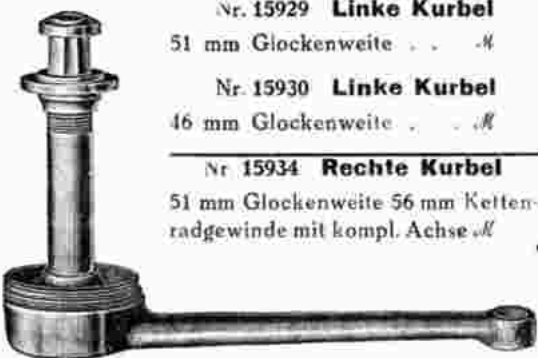 Nr. 15929 Linke Kurbel
51 mm Glockenweite . . ℳ
Nr. 15930 Linke Kurbel
46 mm Glockenweite . . ℳ
Nr 15934 Rechte Kurbel
51 mm Glockenweite 56 mm Ketten-
radgewinde mit kompl. Achse ℳ